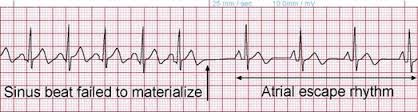 25 mm / sec 10.0mm / mV
Sinus beat failed to materialize
Atrial escape rhythm